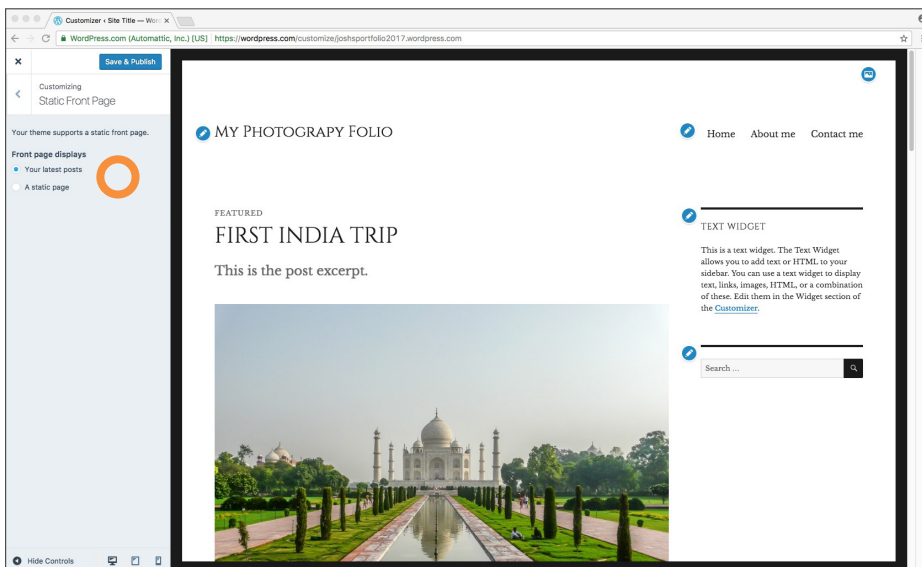 Customizer ‹ Site Title — Word
WordPress.com (Automattic, Inc.) [US] https://wordpress.com/customize/joshsportfolio2017.wordpress.com
Save & Publish
Customizing
Static Front Page
Your theme supports a static front page.
Front page displays
Your latest posts
A static page
Hide Controls
My Photograpy Folio
Home About me Contact me
FEATURED
FIRST INDIA TRIP
This is the post excerpt.
TEXT WIDGET
This is a text widget. The Text Widget
allows you to add text or HTML to your
sidebar. You can use a text widget to display
text, links, images, HTML, or a combination
of these. Edit them in the Widget section of
the Customizer.
Search ...